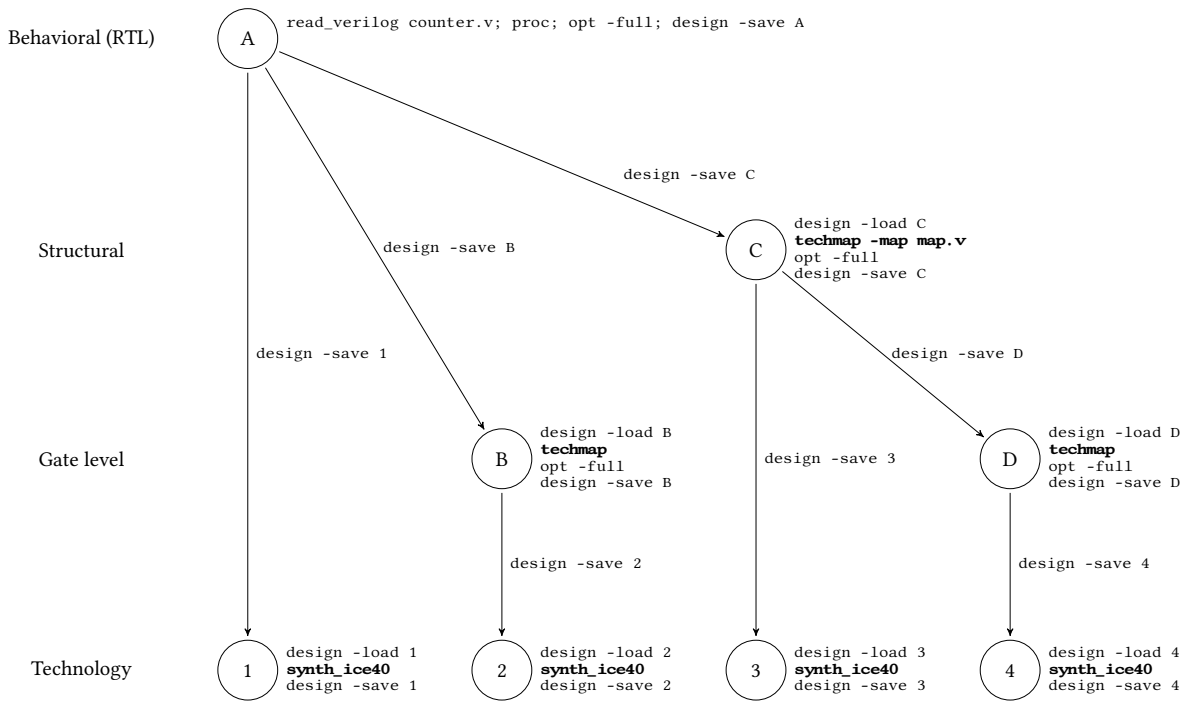 Behavioral (RTL)
A
read_verilog counter.v; proc; opt -full; design -save A
design -save C
Structural
design -save B
C
design -load C
techmap -map map.v
opt -full
design -save C
design -save 1
design -save D
Gate level
B
design -load B
techmap
opt -full
design -save B
design -save 3
D
design -load D
techmap
opt -full
design -save D
design -save 2
design -save 4
Technology
1
design -load 1
synth_ice40
design -save 1
2
design -load 2
synth_ice40
design -save 2
3
design -load 3
synth_ice40
design -save 3
4
design -load 4
synth_ice40
design -save 4